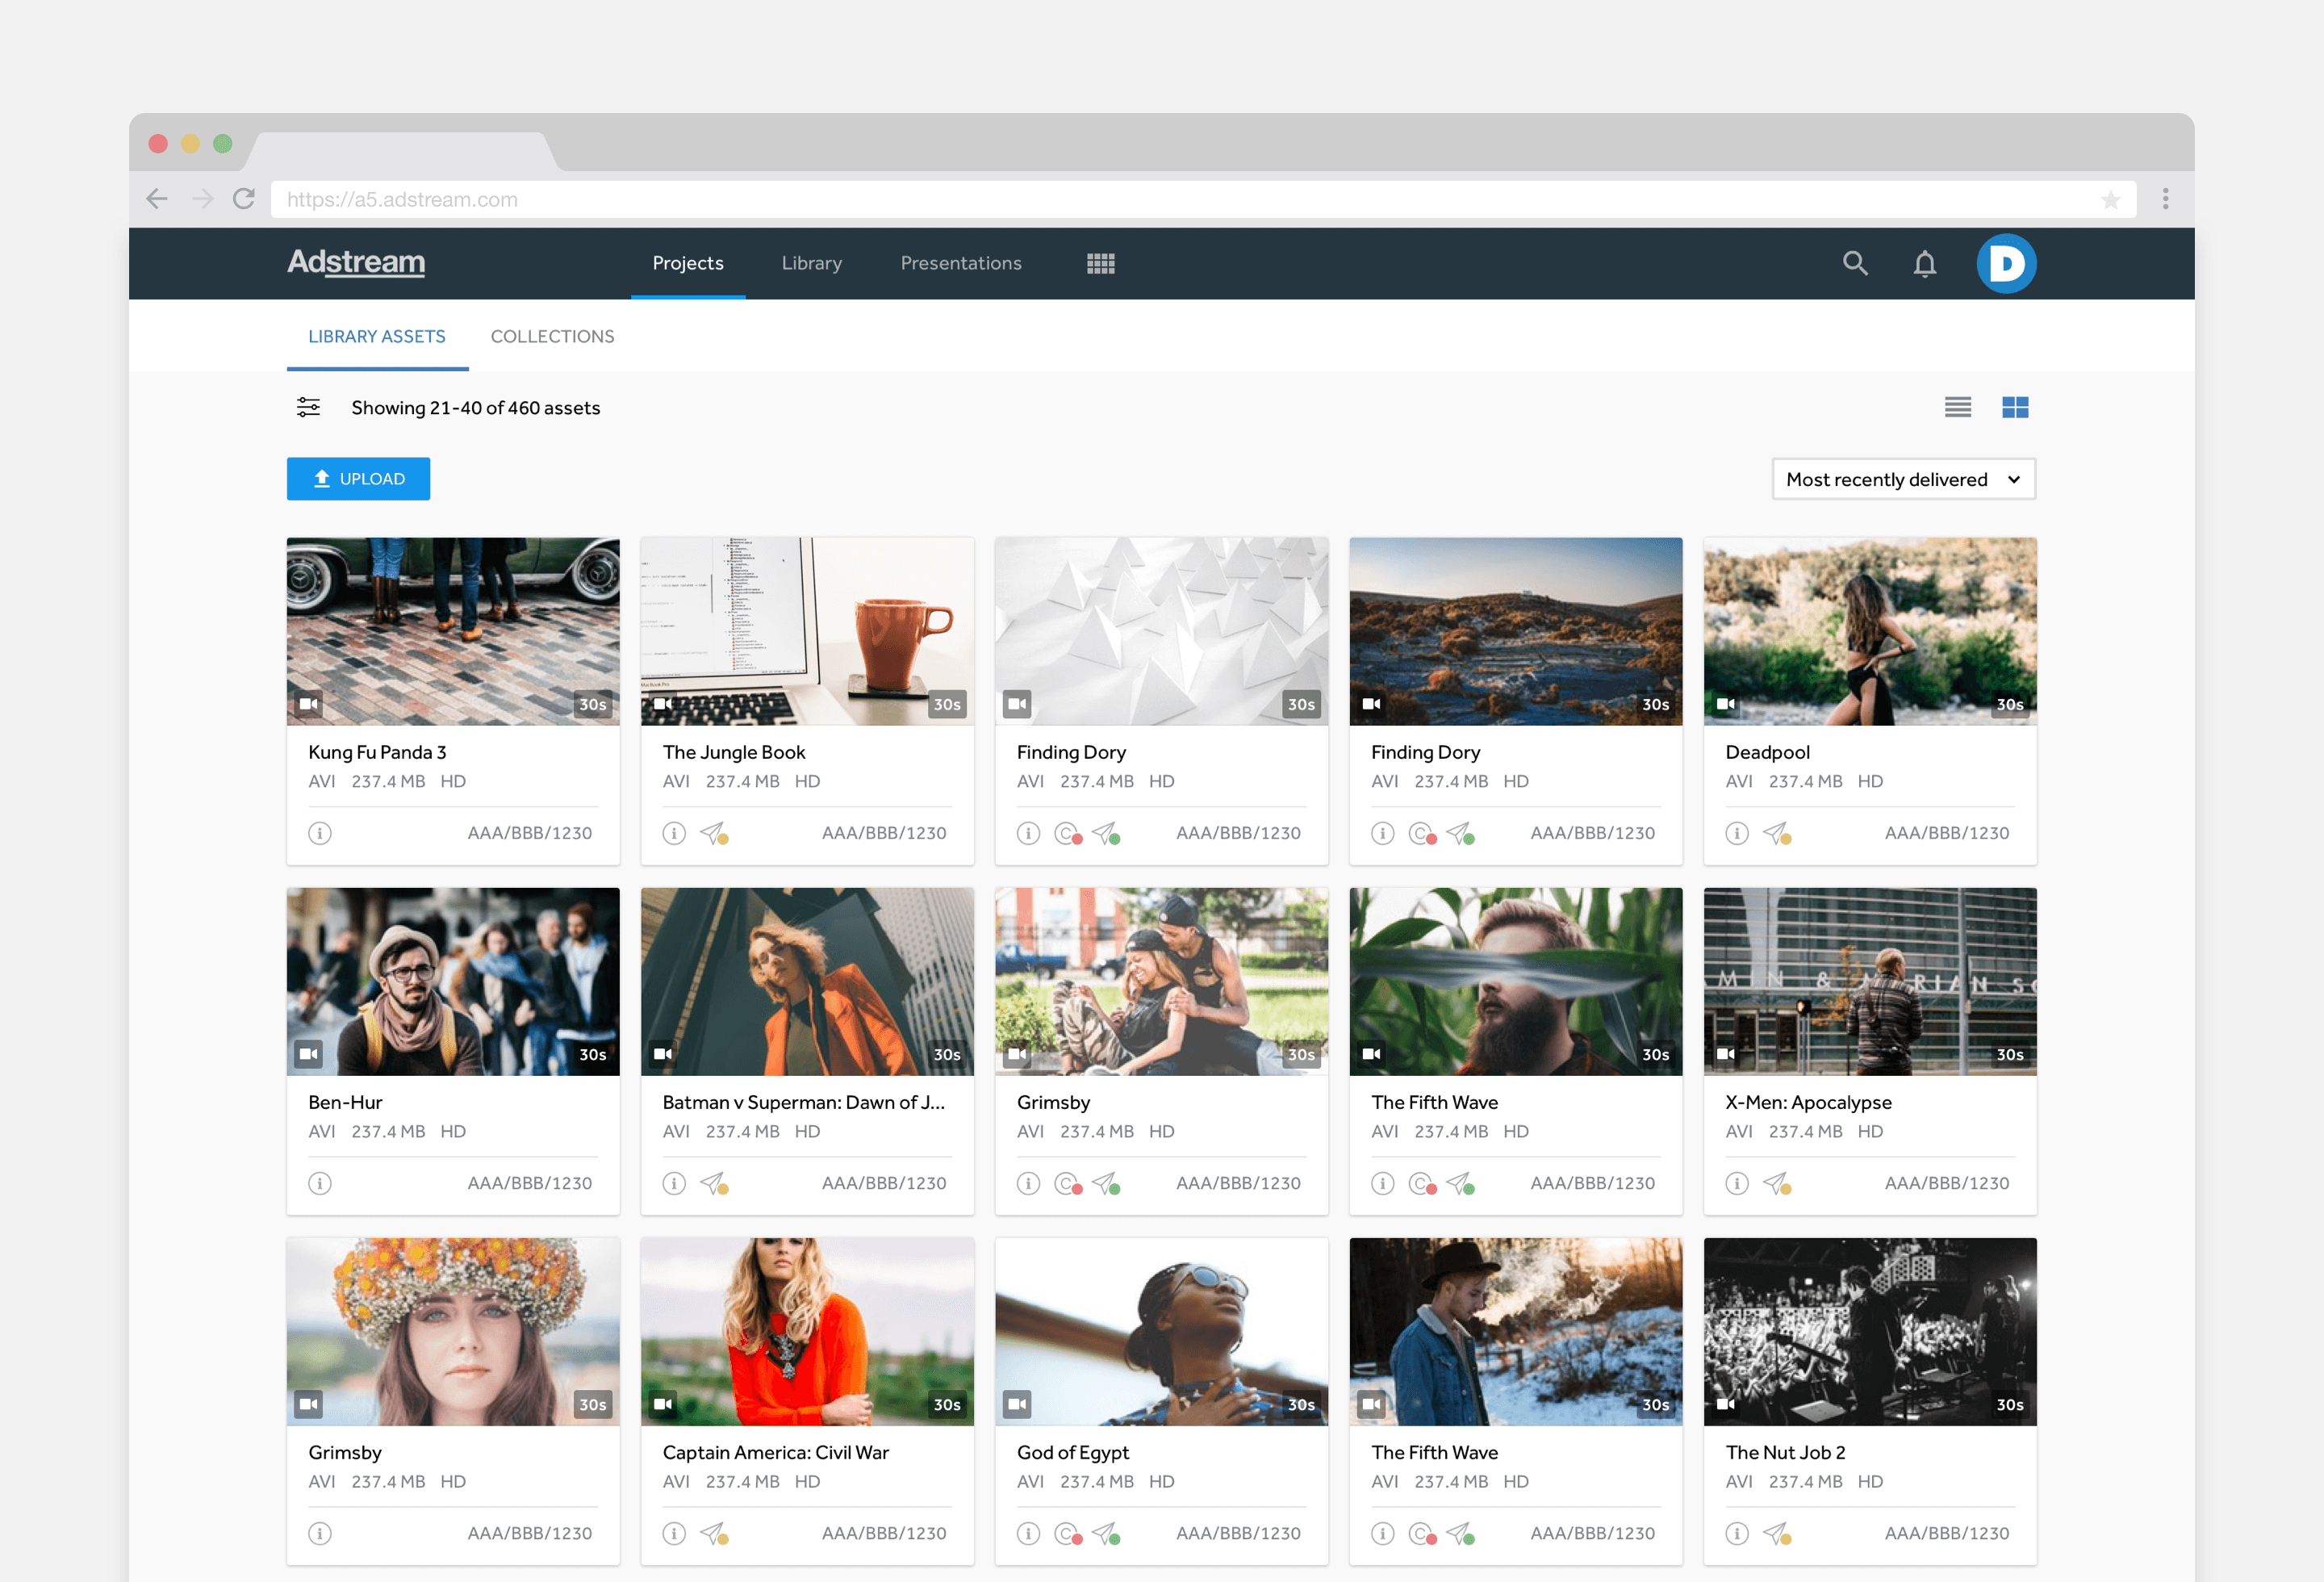 https://a5.adstream.com
Adstream Projects Library Presentations D
LIBRARY ASSETS COLLECTIONS
Showing 21-40 of 460 assets
UPLOAD Most recently delivered
30s 30s 30s 30s 30s
Kung Fu Panda 3 The Jungle Book Finding Dory Finding Dory Deadpool
AVI 237.4 MB HD AVI 237.4 MB HD AVI 237.4 MB HD AVI 237.4 MB HD AVI 237.4 MB HD
AAA/BBB/1230 AAA/BBB/1230 AAA/BBB/1230 AAA/BBB/1230 AAA/BBB/1230
30s 30s 30s 30s 30s
Ben-Hur Batman v Superman: Dawn of J... Grimsby The Fifth Wave X-Men: Apocalypse
AVI 237.4 MB HD AVI 237.4 MB HD AVI 237.4 MB HD AVI 237.4 MB HD AVI 237.4 MB HD
AAA/BBB/1230 AAA/BBB/1230 AAA/BBB/1230 AAA/BBB/1230 AAA/BBB/1230
30s 30s 30s 30s 30s
Grimsby Captain America: Civil War God of Egypt The Fifth Wave The Nut Job 2
AVI 237.4 MB HD AVI 237.4 MB HD AVI 237.4 MB HD AVI 237.4 MB HD AVI 237.4 MB HD
AAA/BBB/1230 AAA/BBB/1230 AAA/BBB/1230 AAA/BBB/1230 AAA/BBB/1230